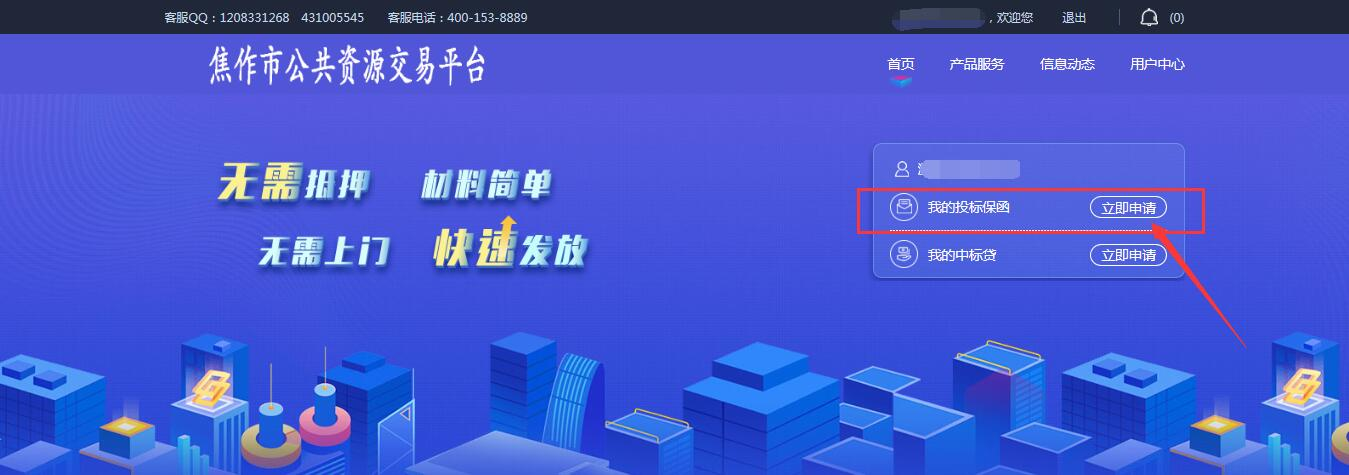 客服QQ：1208331268 431005545 客服电话：400-153-8889
，欢迎您 退出 (0)
焦作市公共资源交易平台
首页 产品服务 信息动态 用户中心
无需抵押 材料简单
无需上门 快速发放
我的投标保函 立即申请
我的中标贷 立即申请